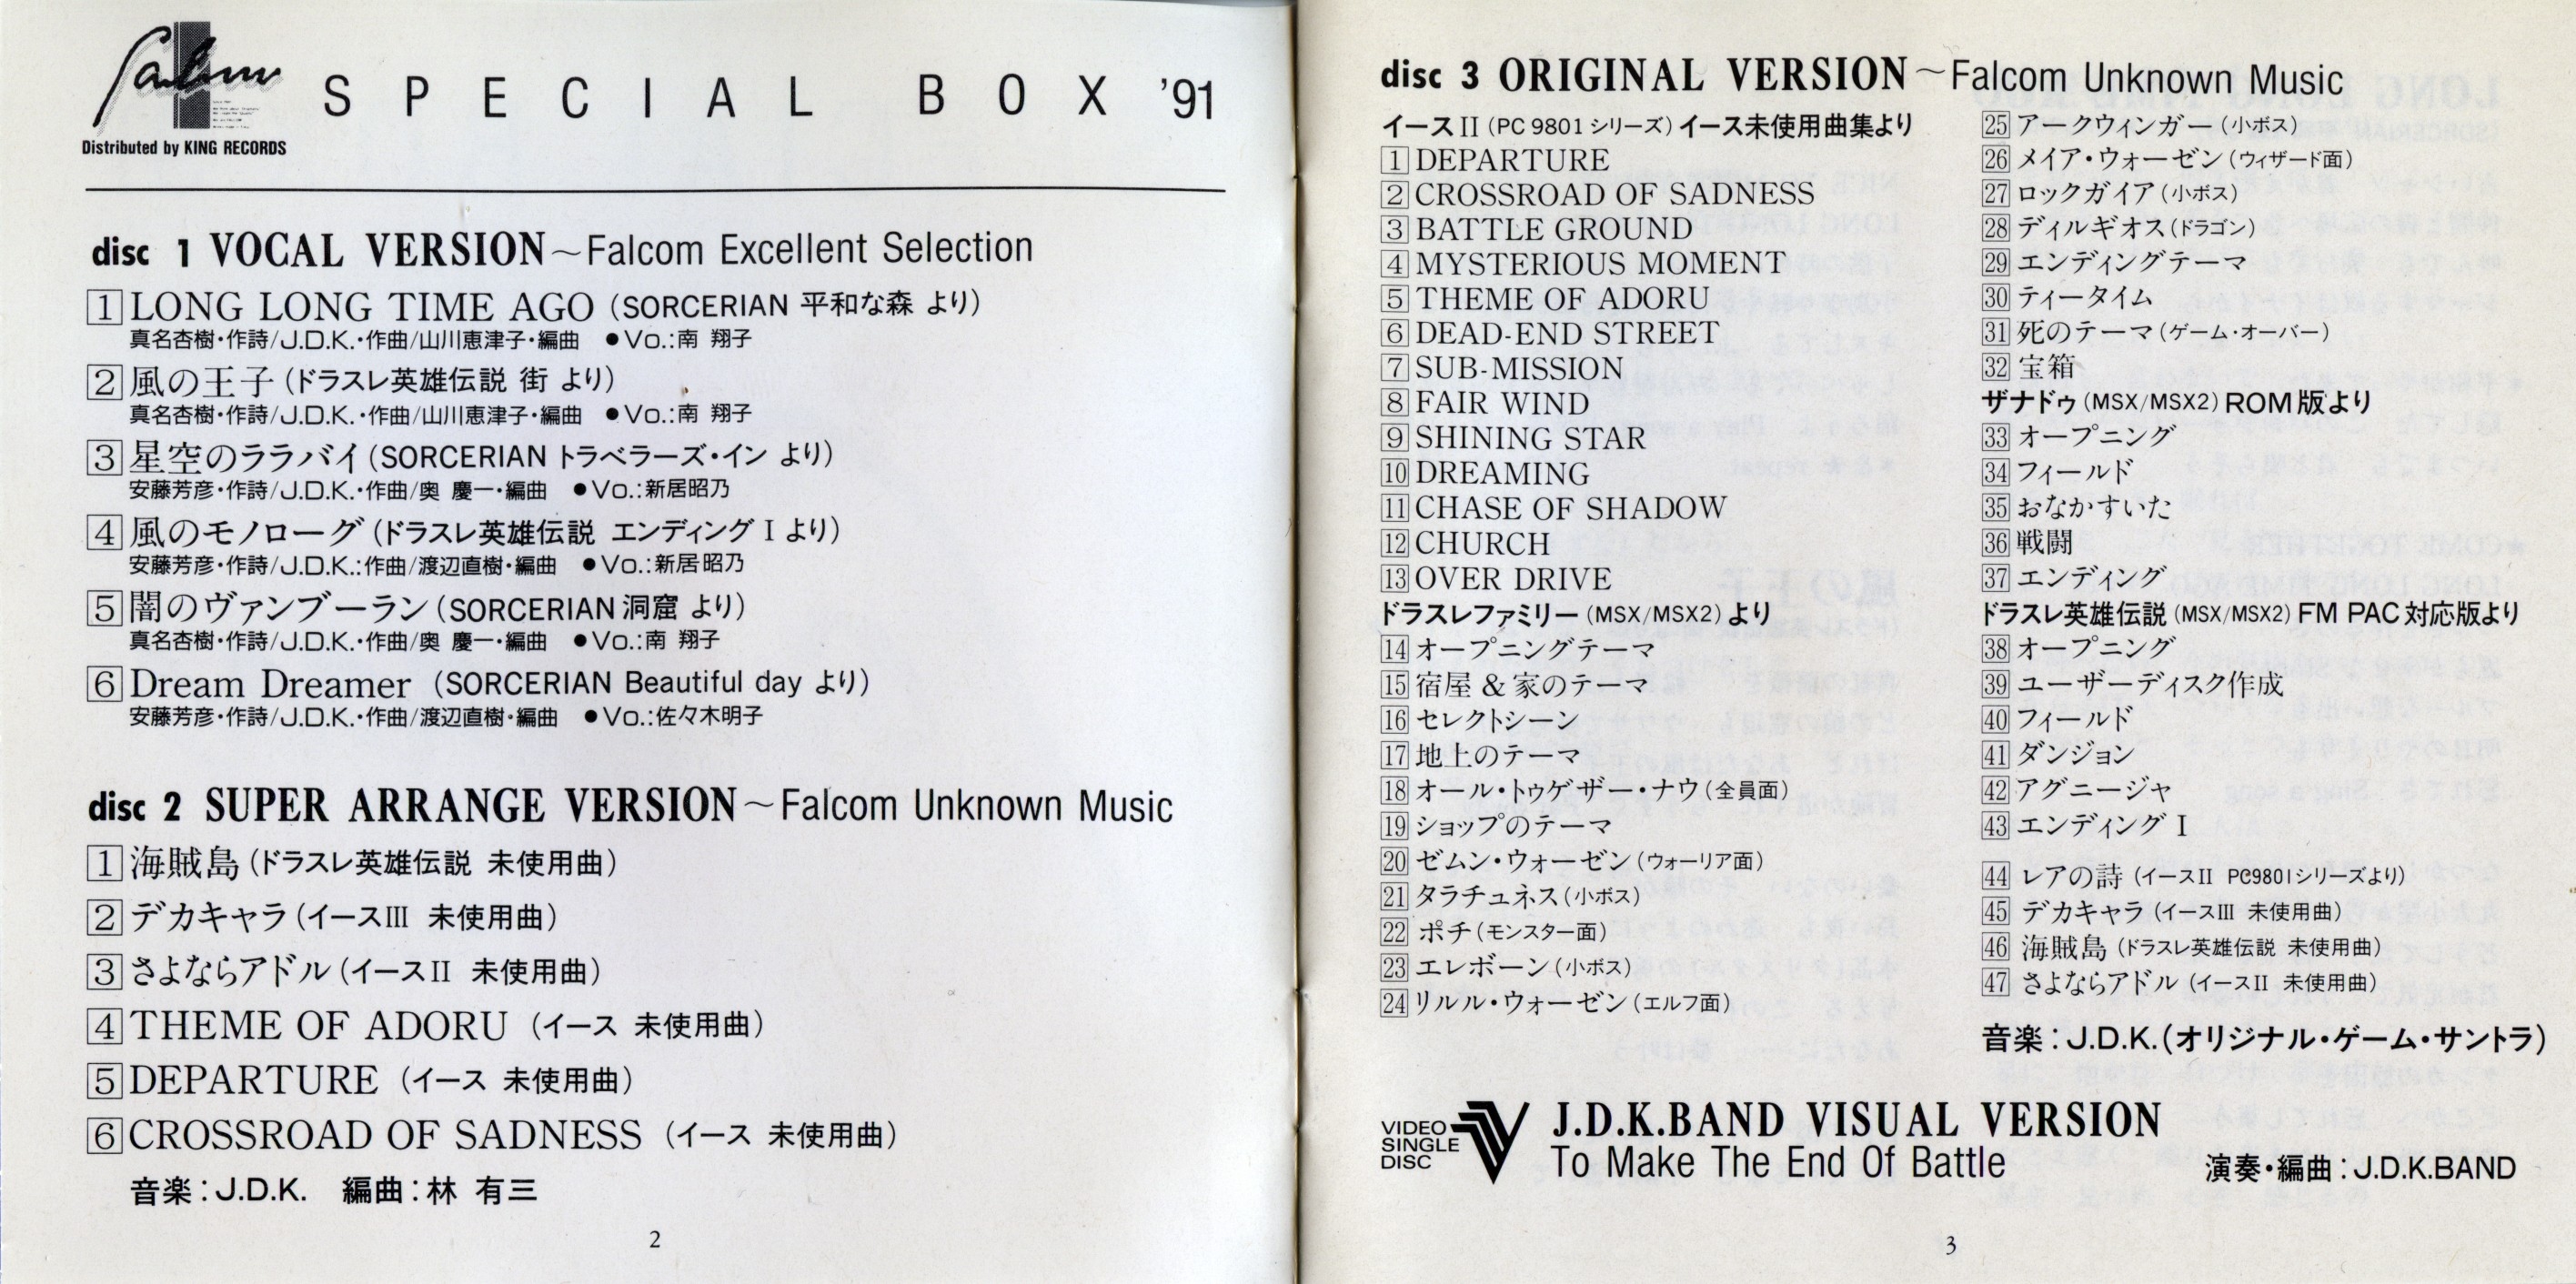 Falcom
Distributed by KING RECORDS
SPECIAL BOX '91
disc 1 VOCAL VERSION～Falcom Excellent Selection
1 LONG LONG TIME AGO (SORCERIAN 平和な森 より)
真名杏樹・作詩/J.D.K.・作曲/山川恵津子・編曲 ●Vo.:南 翔子
2 風の王子 (ドラスレ英雄伝説 街 より)
真名杏樹・作詩/J.D.K.・作曲/山川恵津子・編曲 ●Vo.:南 翔子
3 星空のララバイ (SORCERIAN トラベラーズ・イン より)
安藤芳彦・作詩/J.D.K.・作曲/奥 慶一・編曲 ●Vo.:新居昭乃
4 風のモノローグ (ドラスレ英雄伝説 エンディング I より)
安藤芳彦・作詩/J.D.K.:作曲/渡辺直樹・編曲 ●Vo.:新居昭乃
5 闇のヴァンブーラン (SORCERIAN 洞窟 より)
真名杏樹・作詩/J.D.K.・作曲/奥 慶一・編曲 ●Vo.:南 翔子
6 Dream Dreamer (SORCERIAN Beautiful day より)
安藤芳彦・作詩/J.D.K.・作曲/渡辺直樹・編曲 ●Vo.:佐々木明子
disc 2 SUPER ARRANGE VERSION～Falcom Unknown Music
1 海賊島 (ドラスレ英雄伝説 未使用曲)
2 デカキャラ (イースIII 未使用曲)
3 さよならアドル (イースII 未使用曲)
4 THEME OF ADORU (イース 未使用曲)
5 DEPARTURE (イース 未使用曲)
6 CROSSROAD OF SADNESS (イース 未使用曲)
音楽:J.D.K. 編曲:林 有三
2
disc 3 ORIGINAL VERSION～Falcom Unknown Music
イースII (PC 9801 シリーズ) イース未使用曲集より
1 DEPARTURE
2 CROSSROAD OF SADNESS
3 BATTLE GROUND
4 MYSTERIOUS MOMENT
5 THEME OF ADORU
6 DEAD-END STREET
7 SUB-MISSION
8 FAIR WIND
9 SHINING STAR
10 DREAMING
11 CHASE OF SHADOW
12 CHURCH
13 OVER DRIVE
ドラスレファミリー (MSX/MSX2) より
14 オープニングテーマ
15 宿屋 & 家のテーマ
16 セレクトシーン
17 地上のテーマ
18 オール・トゥゲザー・ナウ (全員面)
19 ショップのテーマ
20 ゼムン・ウォーゼン (ウォーリア面)
21 タラチュネス (小ボス)
22 ポチ (モンスター面)
23 エレボーン (小ボス)
24 リルル・ウォーゼン (エルフ面)
25 アークウィンガー (小ボス)
26 メイア・ウォーゼン (ウィザード面)
27 ロックガイア (小ボス)
28 ディルギオス (ドラゴン)
29 エンディングテーマ
30 ティータイム
31 死のテーマ (ゲーム・オーバー)
32 宝箱
ザナドゥ (MSX/MSX2) ROM版より
33 オープニング
34 フィールド
35 おなかすいた
36 戦闘
37 エンディング
ドラスレ英雄伝説 (MSX/MSX2) FM PAC対応版より
38 オープニング
39 ユーザーディスク作成
40 フィールド
41 ダンジョン
42 アグニージャ
43 エンディング I
44 レアの詩 (イースII PC9801シリーズより)
45 デカキャラ (イースIII 未使用曲)
46 海賊島 (ドラスレ英雄伝説 未使用曲)
47 さよならアドル (イースII 未使用曲)
音楽:J.D.K.(オリジナル・ゲーム・サントラ)
VIDEO
SINGLE
DISC
J.D.K.BAND VISUAL VERSION
To Make The End Of Battle
演奏・編曲:J.D.K.BAND
3